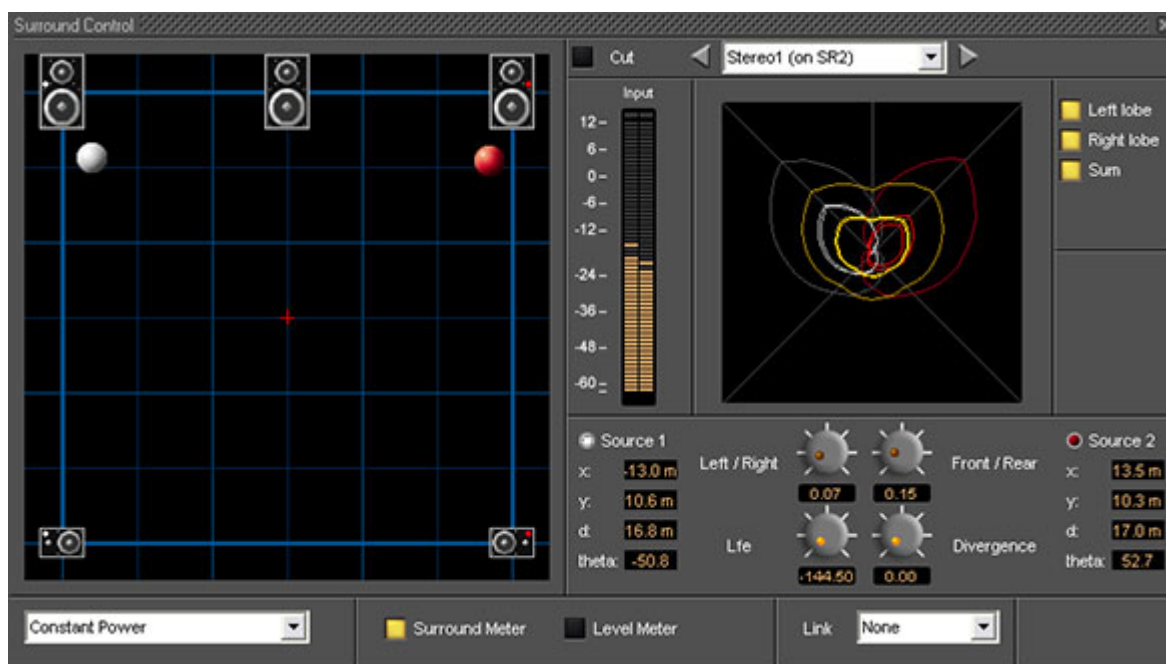 Surround Control
Cut
Stereo1 (on SR2)
Input
12
6
0
-6
-12
-24
-36
-48
-60
Left lobe
Right lobe
Sum
Source 1
x: -13.0 m
y: 10.6 m
d: 16.8 m
theta: -50.8
Left / Right
0.07
0.15
Front / Rear
Lfe
-144.50
0.00
Divergence
Source 2
x: 13.5 m
y: 10.3 m
d: 17.0 m
theta: 52.7
Constant Power
Surround Meter
Level Meter
Link
None